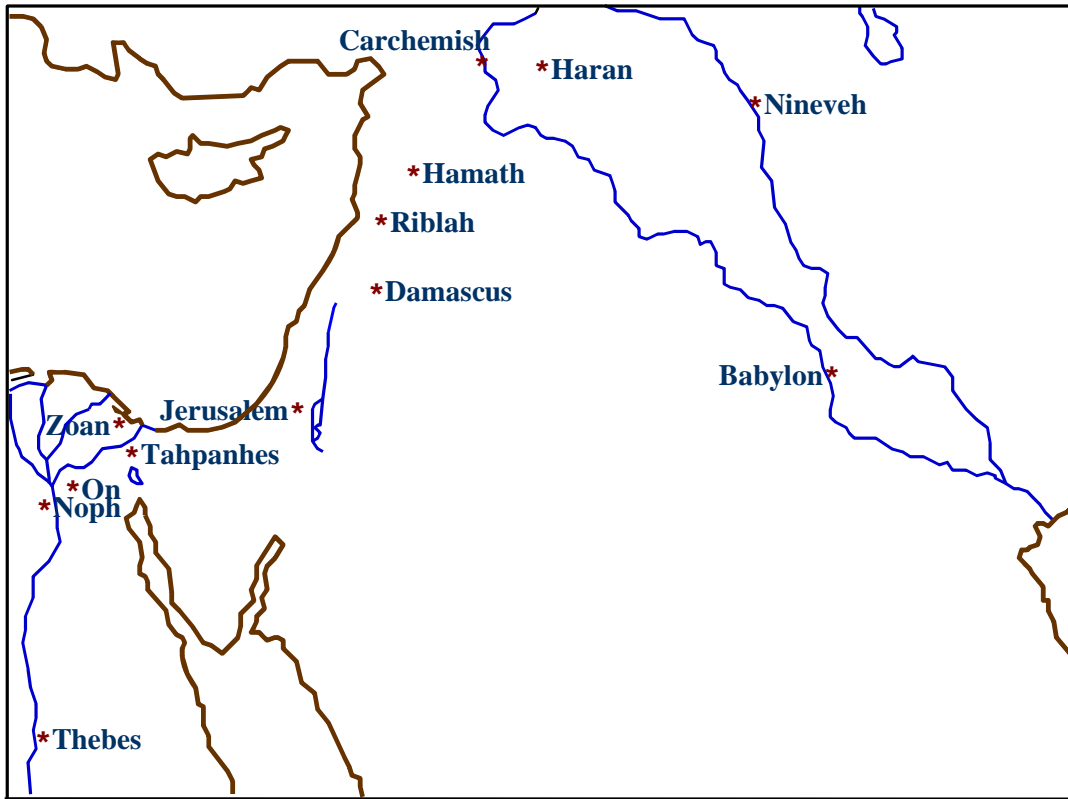 Carchemish
*Haran
*
*Nineveh
*Hamath
*Riblah
*Damascus
Babylon*
Jerusalem*
Zoan*
*Tahpanhes
*On
*Noph
*Thebes